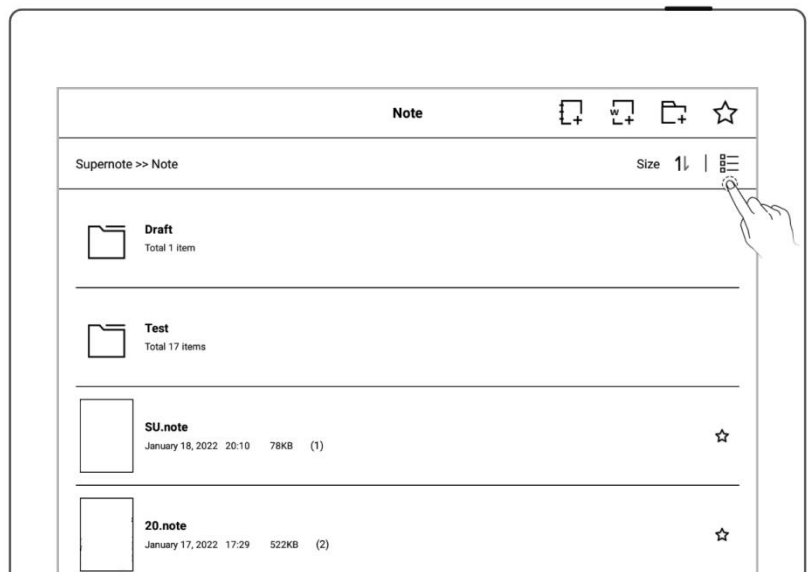 Note
Supernote >> Note
Size
Draft
Total 1 item
Test
Total 17 items
SU.note
January 18, 2022 20:10 78KB (1)
20.note
January 17, 2022 17:29 522KB (2)